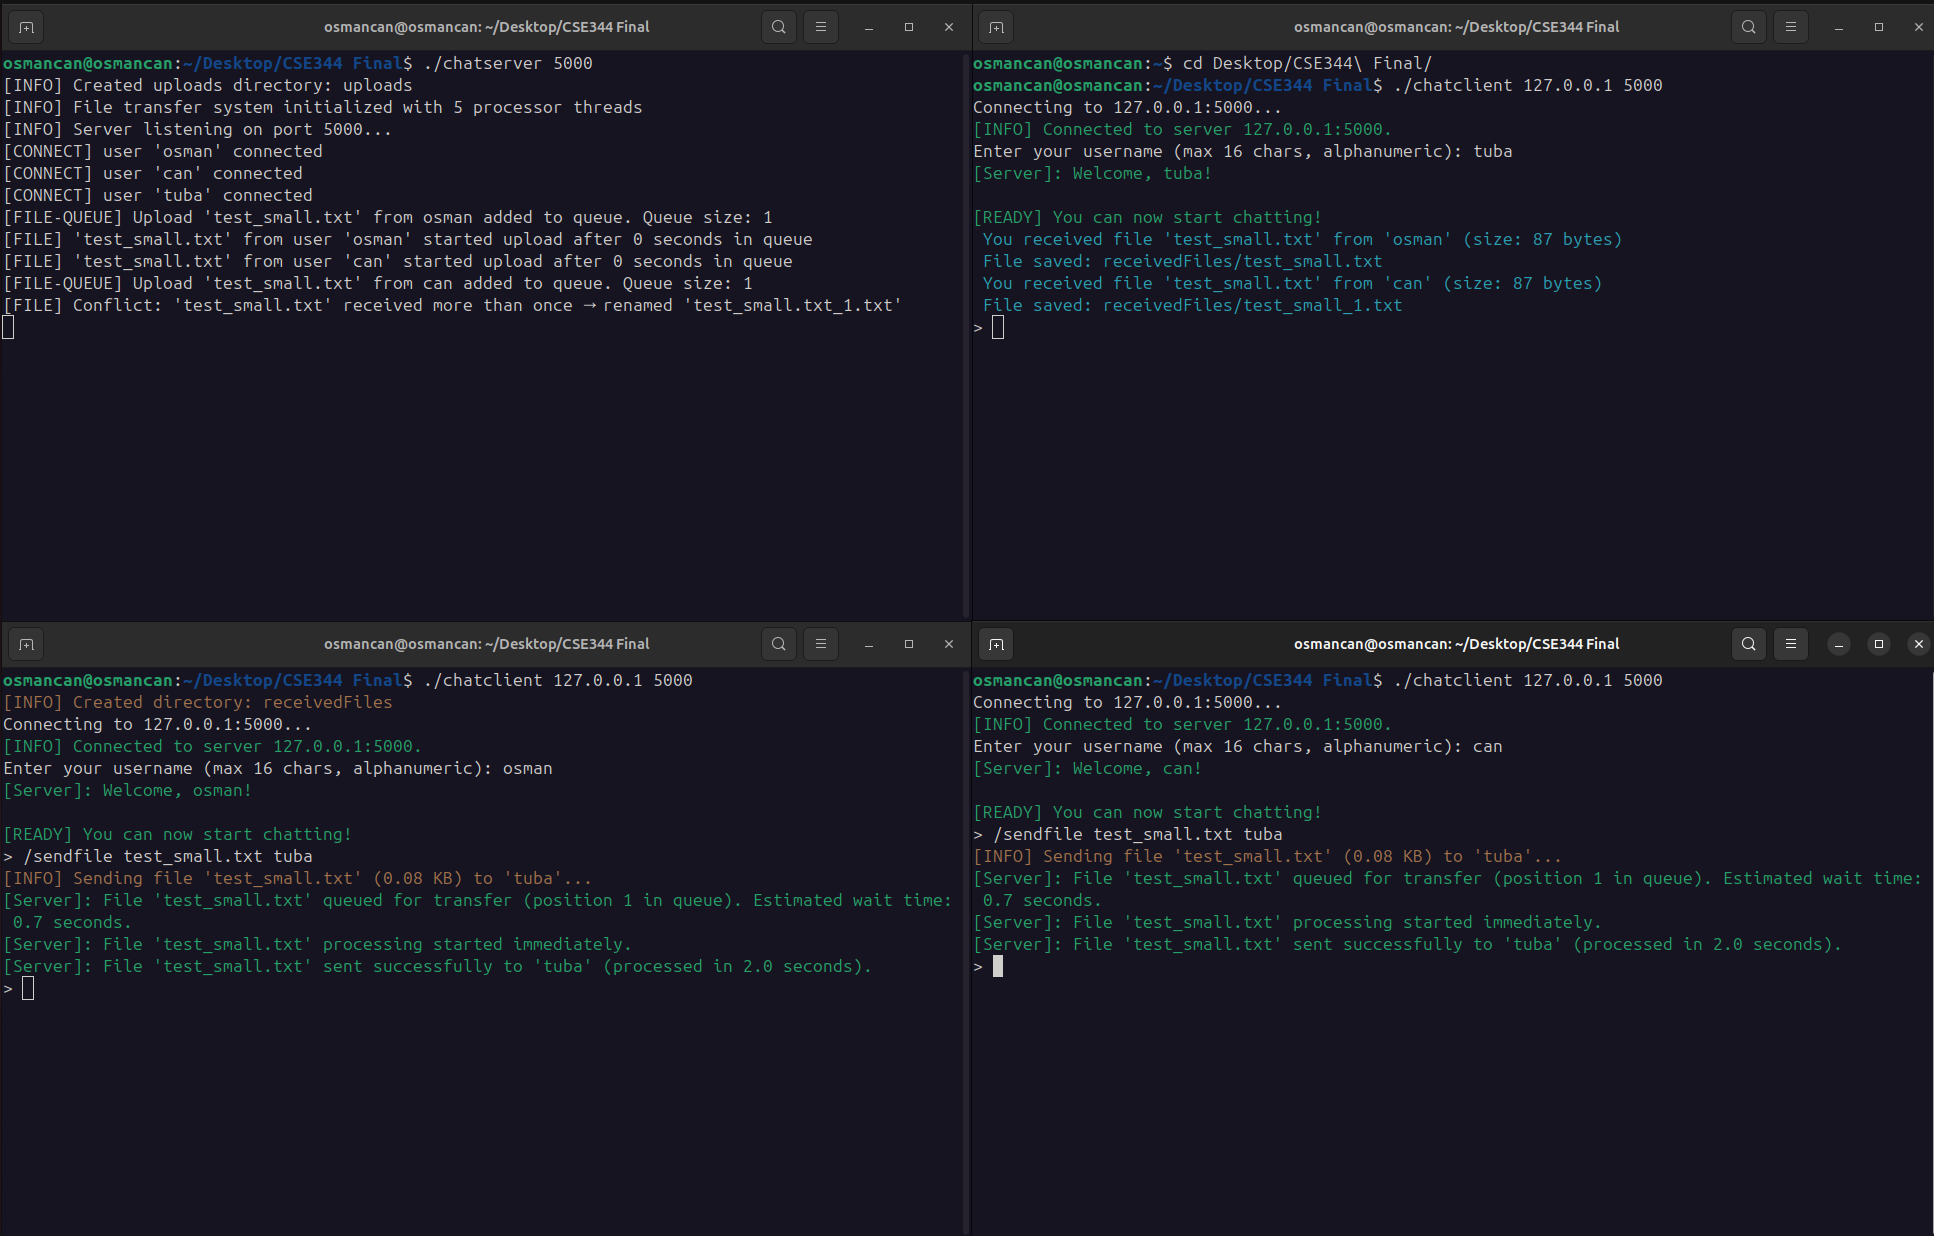 osmancan@osmancan: ~/Desktop/CSE344 Final
osmancan@osmancan:~/Desktop/CSE344 Final$ ./chatserver 5000
[INFO] Created uploads directory: uploads
[INFO] File transfer system initialized with 5 processor threads
[INFO] Server listening on port 5000...
[CONNECT] user 'osman' connected
[CONNECT] user 'can' connected
[CONNECT] user 'tuba' connected
[FILE-QUEUE] Upload 'test_small.txt' from osman added to queue. Queue size: 1
[FILE] 'test_small.txt' from user 'osman' started upload after 0 seconds in queue
[FILE] 'test_small.txt' from user 'can' started upload after 0 seconds in queue
[FILE-QUEUE] Upload 'test_small.txt' from can added to queue. Queue size: 1
[FILE] Conflict: 'test_small.txt' received more than once → renamed 'test_small.txt_1.txt'
osmancan@osmancan: ~/Desktop/CSE344 Final
osmancan@osmancan:~$ cd Desktop/CSE344\ Final/
osmancan@osmancan:~/Desktop/CSE344 Final$ ./chatclient 127.0.0.1 5000
Connecting to 127.0.0.1:5000...
[INFO] Connected to server 127.0.0.1:5000.
Enter your username (max 16 chars, alphanumeric): tuba
[Server]: Welcome, tuba!
[READY] You can now start chatting!
You received file 'test_small.txt' from 'osman' (size: 87 bytes)
File saved: receivedFiles/test_small.txt
You received file 'test_small.txt' from 'can' (size: 87 bytes)
File saved: receivedFiles/test_small_1.txt
>
osmancan@osmancan: ~/Desktop/CSE344 Final
osmancan@osmancan:~/Desktop/CSE344 Final$ ./chatclient 127.0.0.1 5000
[INFO] Created directory: receivedFiles
Connecting to 127.0.0.1:5000...
[INFO] Connected to server 127.0.0.1:5000.
Enter your username (max 16 chars, alphanumeric): osman
[Server]: Welcome, osman!
[READY] You can now start chatting!
> /sendfile test_small.txt tuba
[INFO] Sending file 'test_small.txt' (0.08 KB) to 'tuba'...
[Server]: File 'test_small.txt' queued for transfer (position 1 in queue). Estimated wait time:
0.7 seconds.
[Server]: File 'test_small.txt' processing started immediately.
[Server]: File 'test_small.txt' sent successfully to 'tuba' (processed in 2.0 seconds).
>
osmancan@osmancan: ~/Desktop/CSE344 Final
osmancan@osmancan:~/Desktop/CSE344 Final$ ./chatclient 127.0.0.1 5000
Connecting to 127.0.0.1:5000...
[INFO] Connected to server 127.0.0.1:5000.
Enter your username (max 16 chars, alphanumeric): can
[Server]: Welcome, can!
[READY] You can now start chatting!
> /sendfile test_small.txt tuba
[INFO] Sending file 'test_small.txt' (0.08 KB) to 'tuba'...
[Server]: File 'test_small.txt' queued for transfer (position 1 in queue). Estimated wait time:
0.7 seconds.
[Server]: File 'test_small.txt' processing started immediately.
[Server]: File 'test_small.txt' sent successfully to 'tuba' (processed in 2.0 seconds).
>